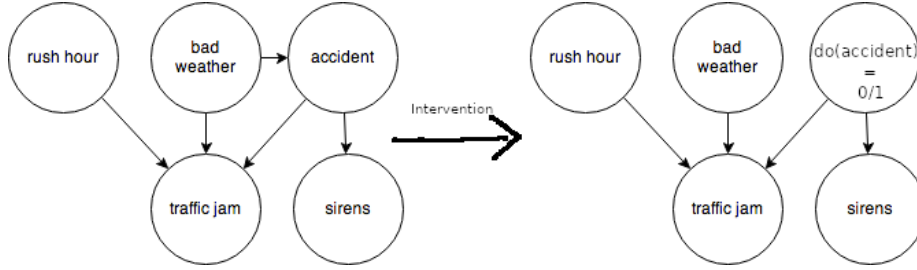 rush hour
bad
weather
accident
traffic jam
sirens
Intervention
rush hour
bad
weather
do(accident)
=
0/1
traffic jam
sirens